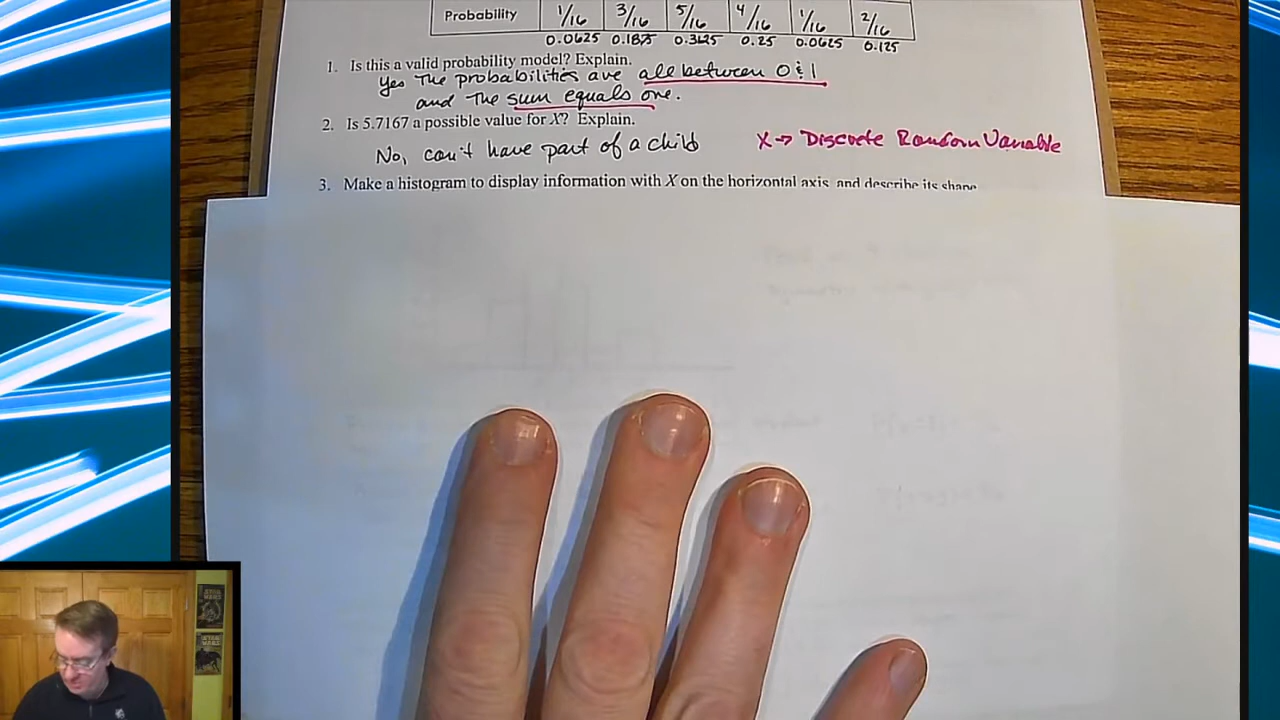 Probability 1/16 3/16 5/16 4/16 1/16 2/16
0.0625 0.1875 0.3125 0.25 0.0625 0.125
1. Is this a valid probability model? Explain.
Yes The probabilities are all between 0 & 1
and the sum equals one.
2. Is 5.7167 a possible value for X? Explain.
No, can't have part of a child X → Discrete Random Variable
3. Make a histogram to display information with X on the horizontal axis and describe its shape
STAR WARS
STAR WARS